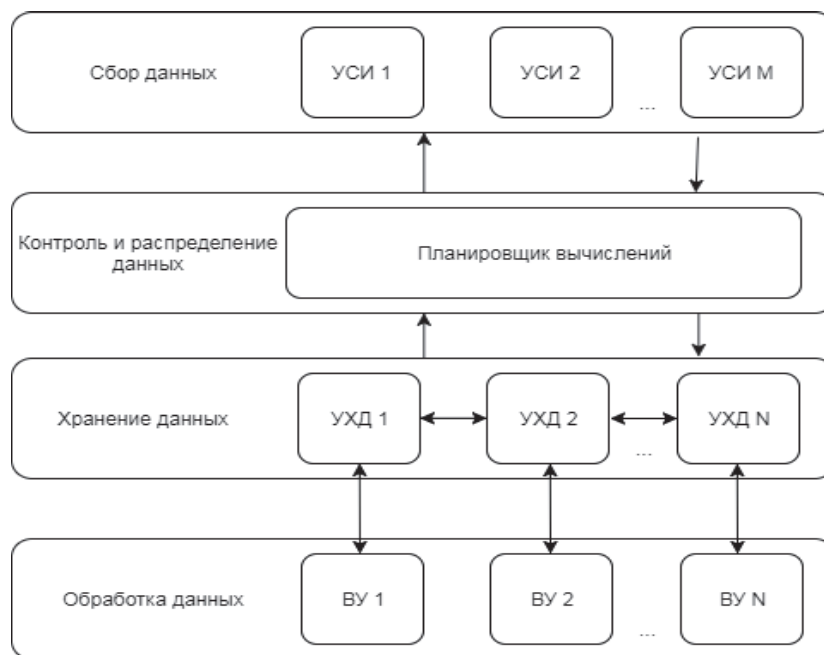 Сбор данных
УСИ 1
УСИ 2
...
УСИ М
Контроль и распределение
данных
Планировщик вычислений
Хранение данных
УХД 1
УХД 2
...
УХД N
Обработка данных
ВУ 1
ВУ 2
...
ВУ N